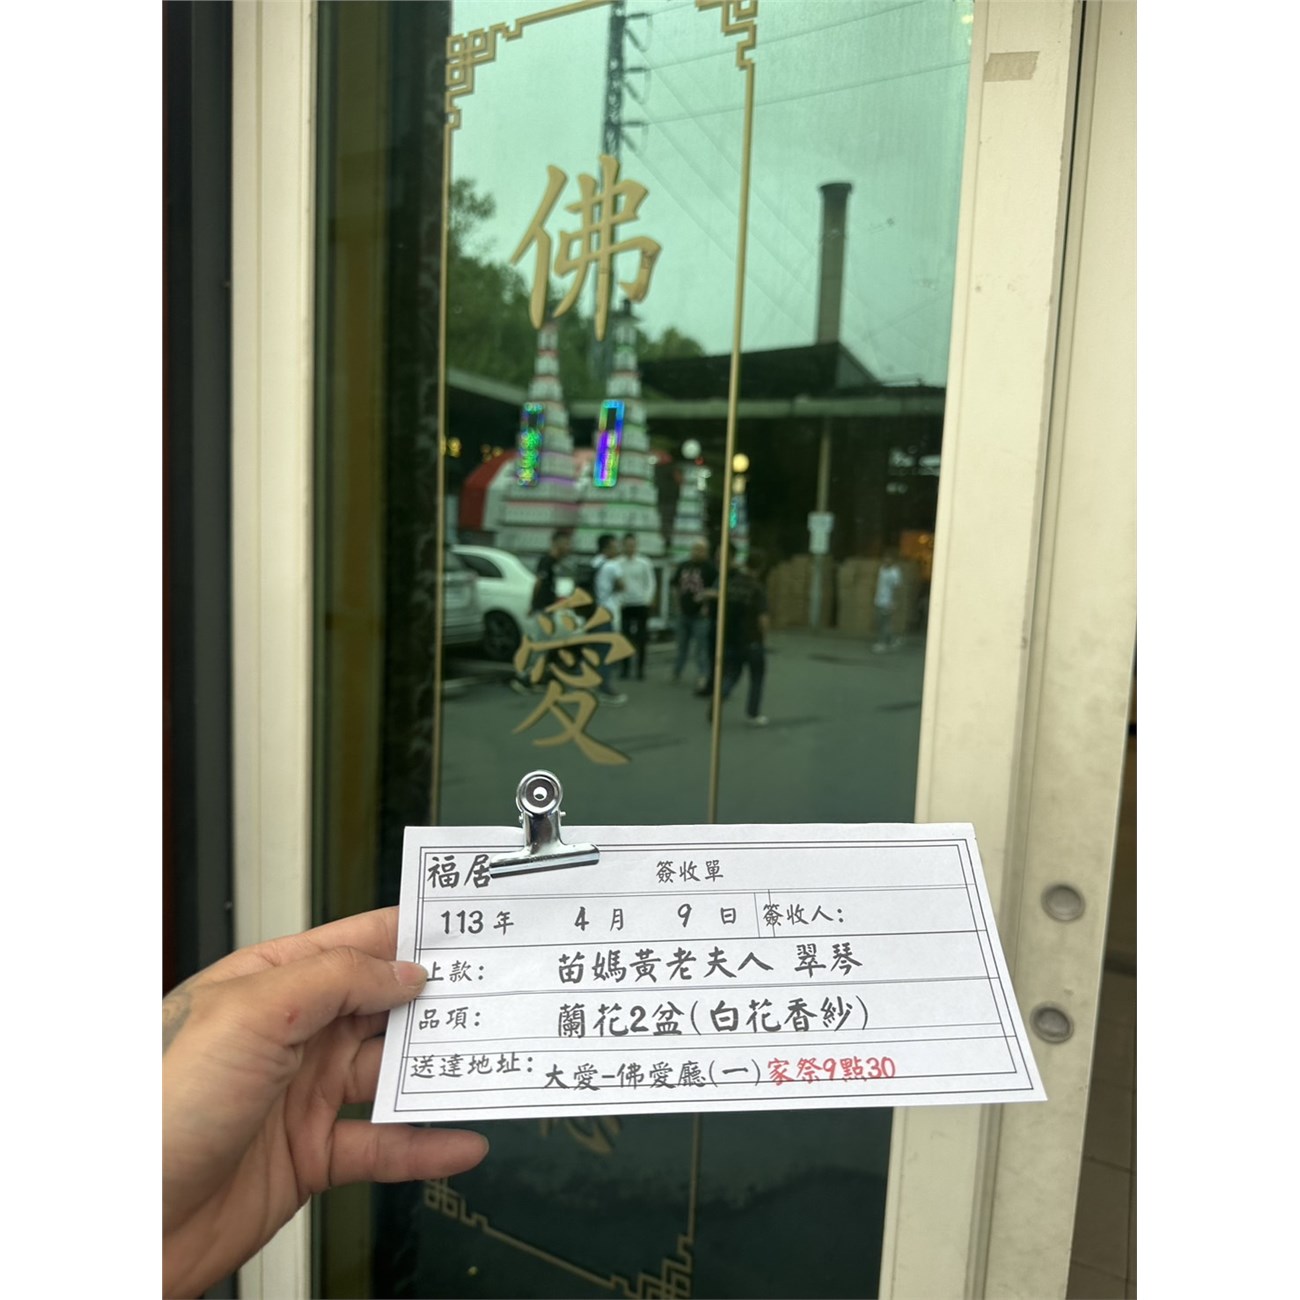 佛
愛
福居
簽收單
113年 4月 9日 簽收人:
上款: 苗媽黃老夫人 翠琴
品項: 蘭花2盆(白花香紗)
送達地址: 大愛-佛愛廳(一)家祭9點30